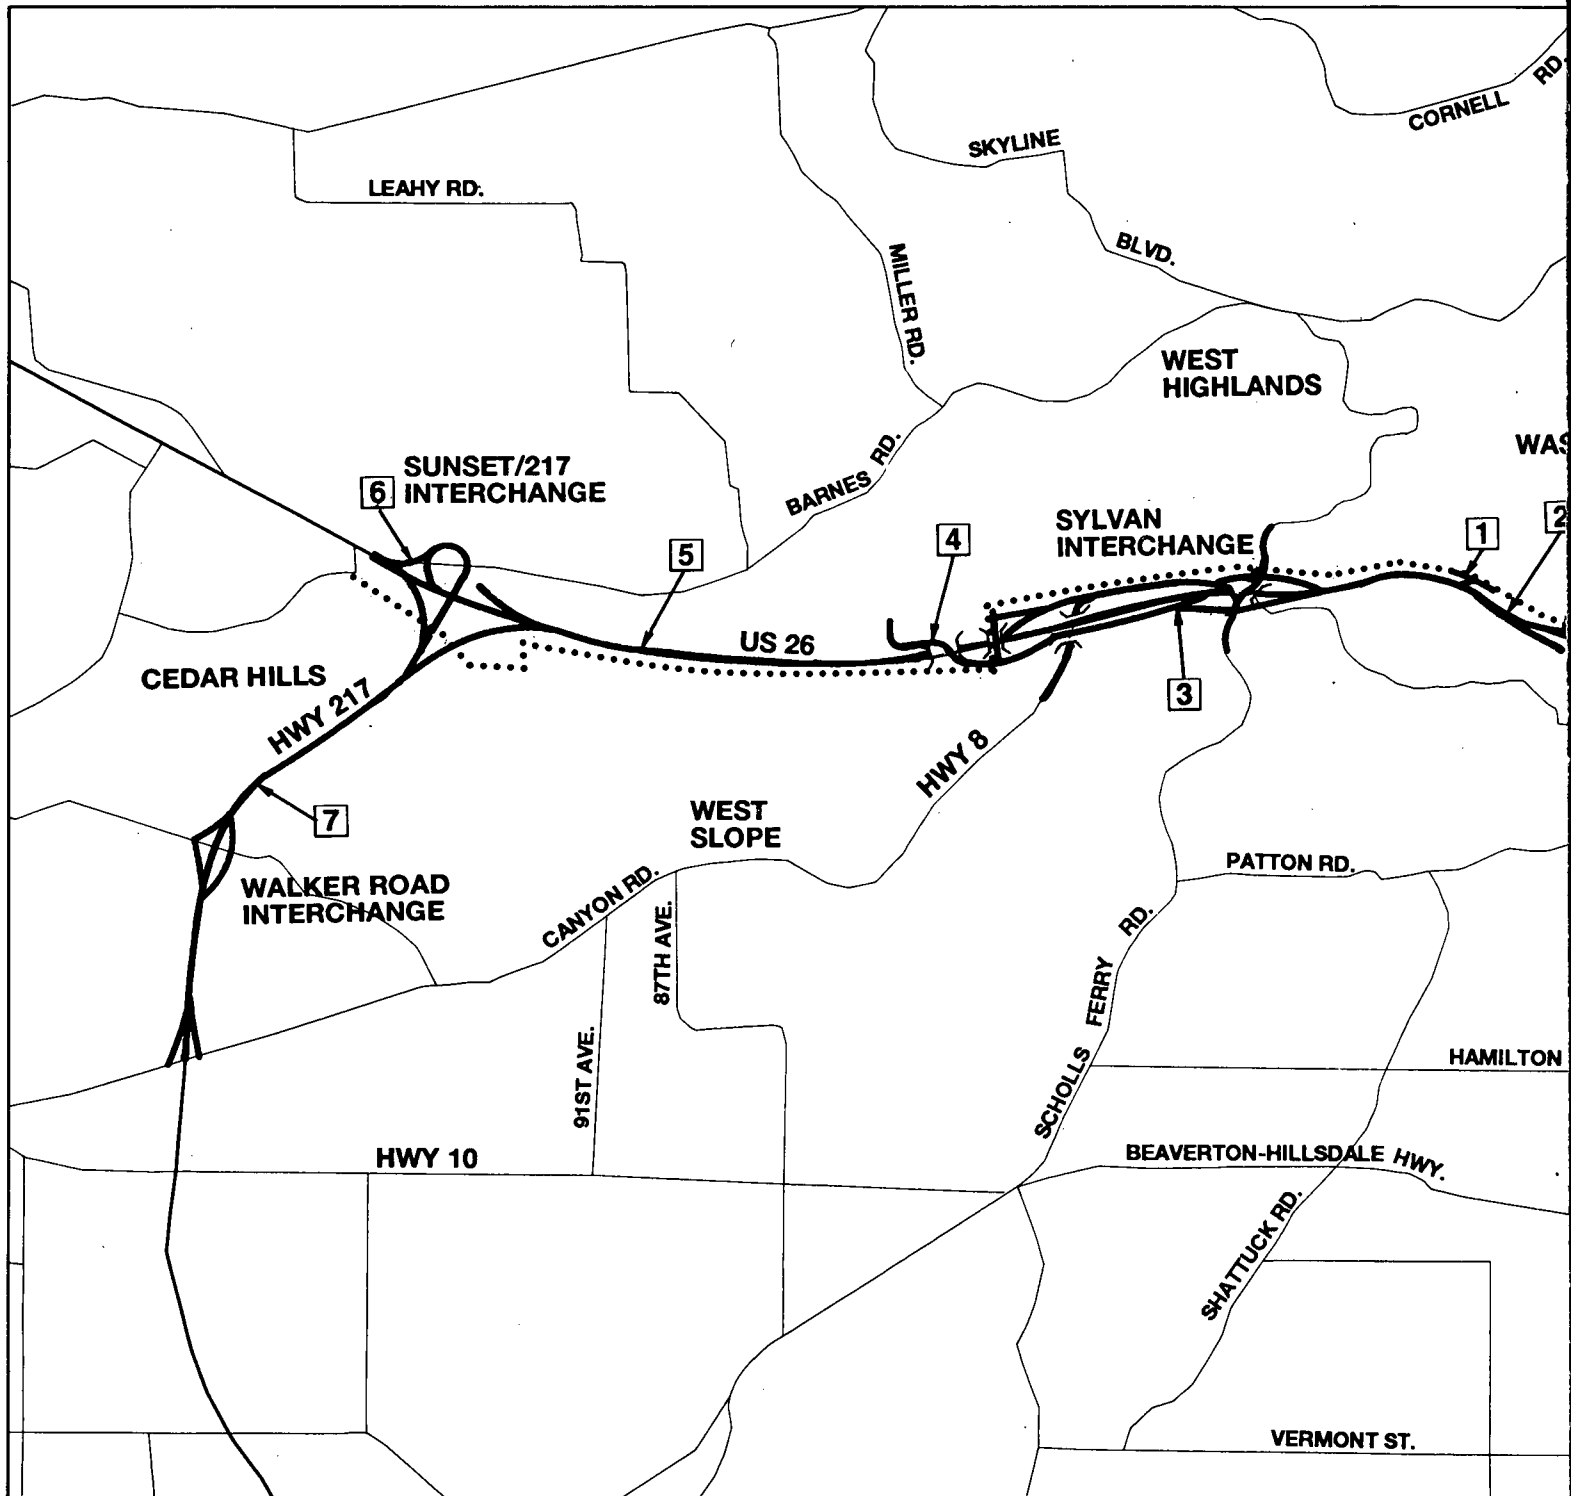 CORNELL RD.
SKYLINE
BLVD.
LEAHY RD.
MILLER RD.
WEST
HIGHLANDS
BARNES RD.
WAS
SUNSET/217
INTERCHANGE
6
5
4
SYLVAN
INTERCHANGE
1
2
US 26
3
CEDAR HILLS
HWY 217
HWY 8
7
WEST
SLOPE
WALKER ROAD
INTERCHANGE
CANYON RD.
PATTON RD.
87TH AVE.
91ST AVE.
SCHOLLS FERRY RD.
HAMILTON
HWY 10
BEAVERTON-HILLSDALE HWY.
SHATTUCK RD.
VERMONT ST.